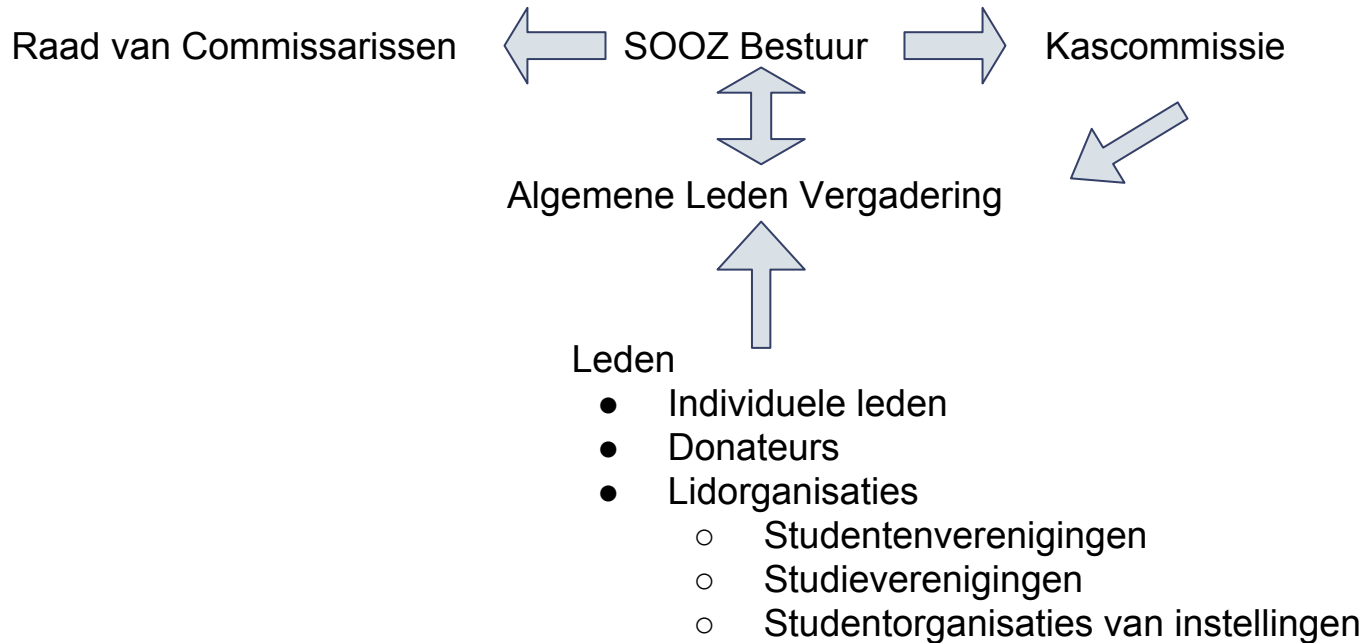 Raad van Commissarissen
SOOZ Bestuur
Kascommissie
Algemene Leden Vergadering
Leden
● Individuele leden
● Donateurs
● Lidorganisaties
○ Studentenverenigingen
○ Studieverenigingen
○ Studentorganisaties van instellingen